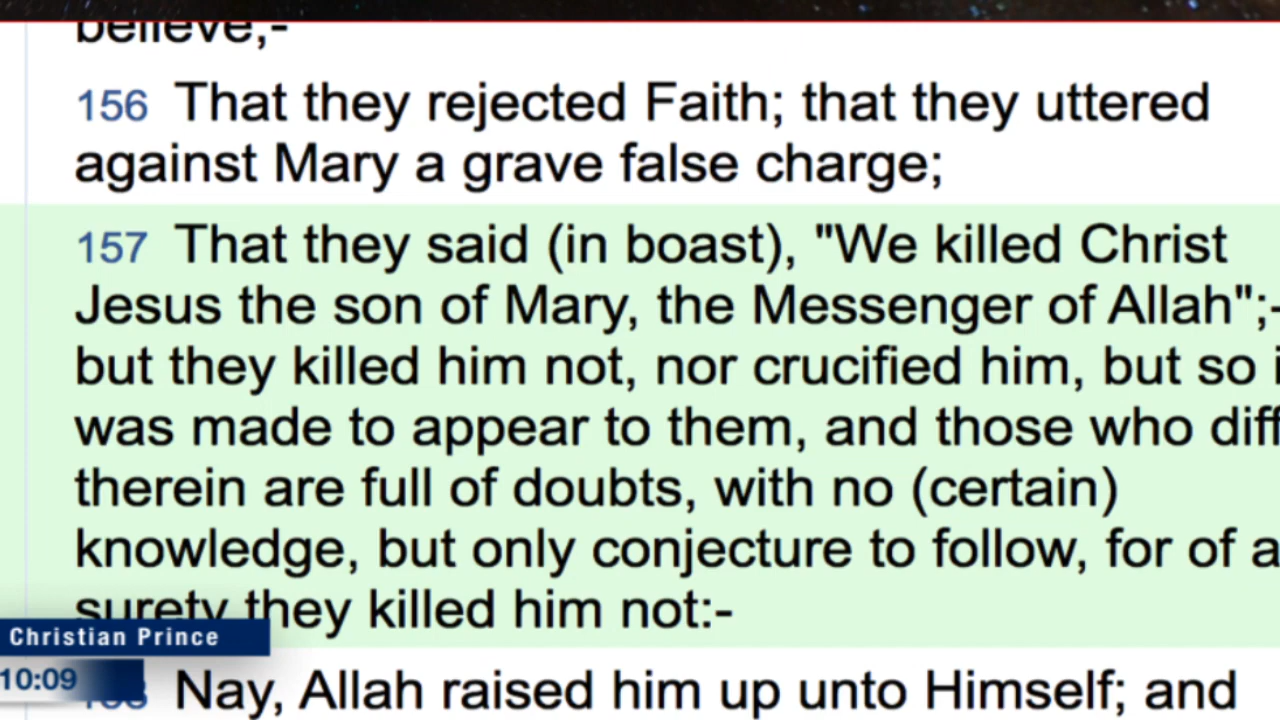 believe,-
156 That they rejected Faith; that they uttered
against Mary a grave false charge;
157 That they said (in boast), "We killed Christ
Jesus the son of Mary, the Messenger of Allah";-
but they killed him not, nor crucified him, but so
was made to appear to them, and those who
therein are full of doubts, with no (certain)
knowledge, but only conjecture to follow, for of a
surety they killed him not:-
Christian Prince
10:09
Nay, Allah raised him up unto Himself; and